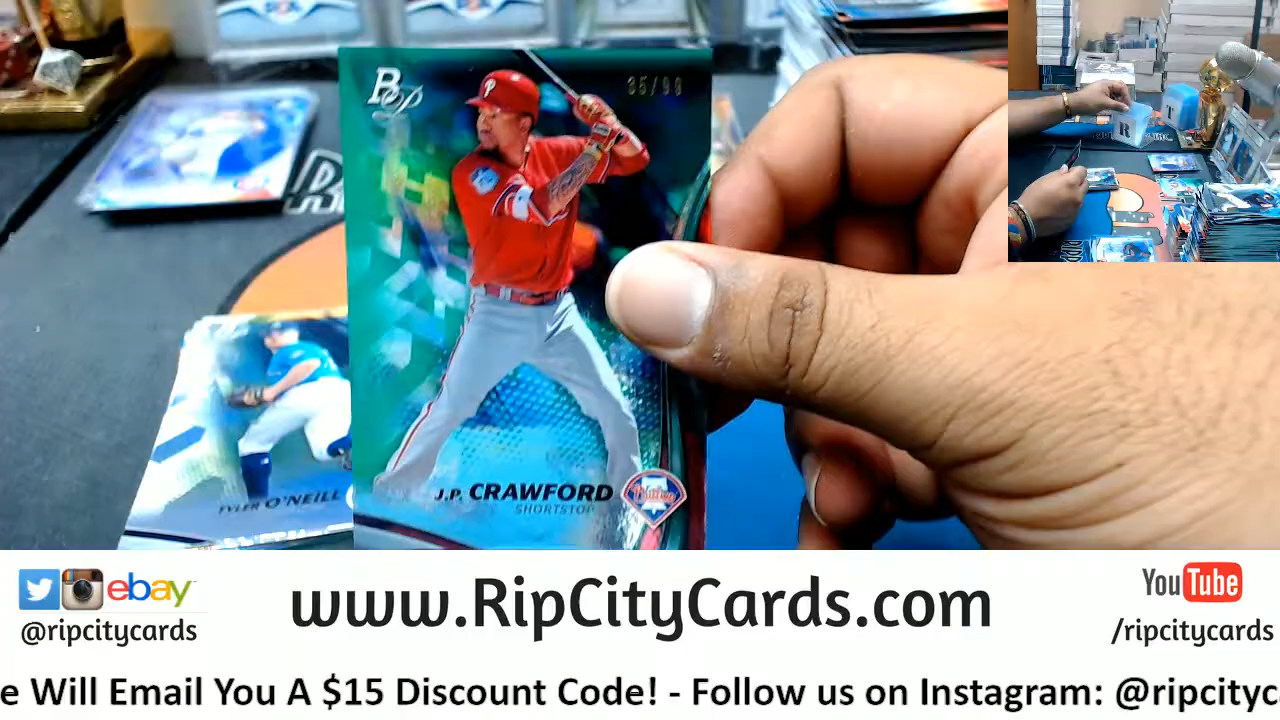 35/99
P
J.P. CRAWFORD
SHORTSTOP
Phillies
TYLER O'NEILL
R
ebay
@ripcitycards
www.RipCityCards.com
YouTube
/ripcitycards
e Will Email You A $15 Discount Code! - Follow us on Instagram: @ripcityc